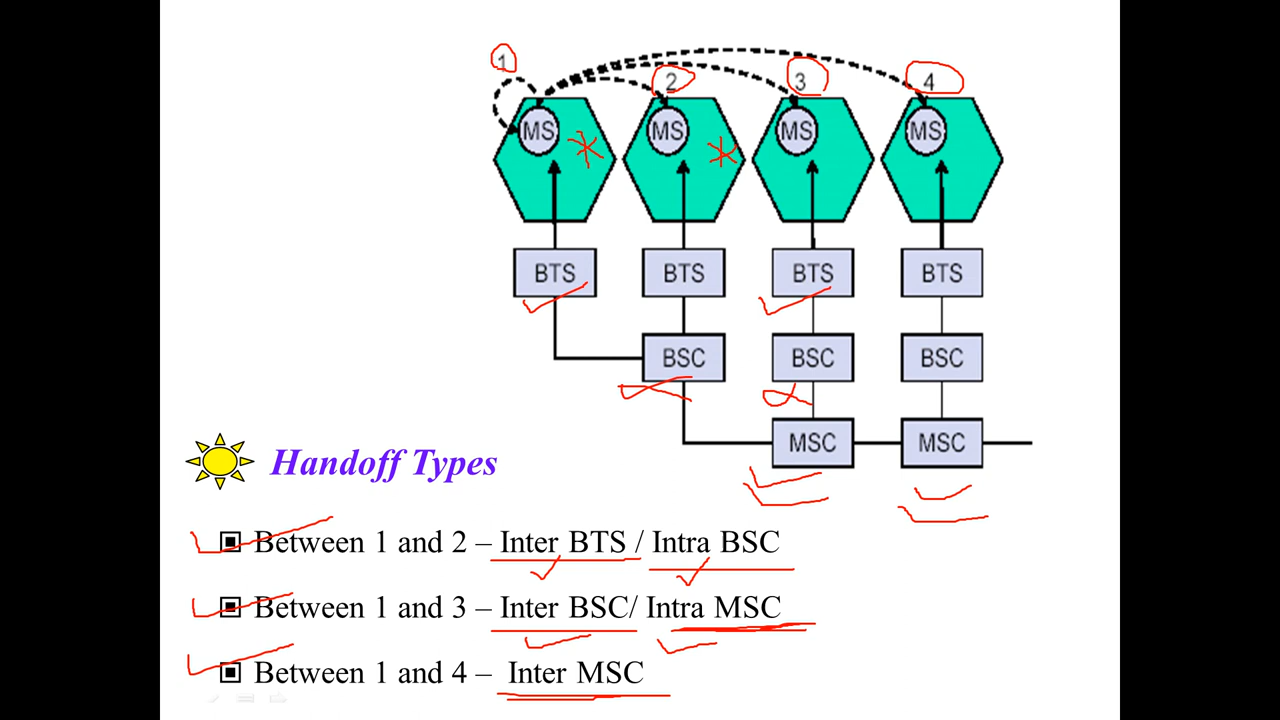 1 2 3 4
MS MS MS MS
BTS BTS BTS BTS
BSC BSC BSC
MSC MSC
Handoff Types
Between 1 and 2 – Inter BTS / Intra BSC
Between 1 and 3 – Inter BSC/ Intra MSC
Between 1 and 4 – Inter MSC